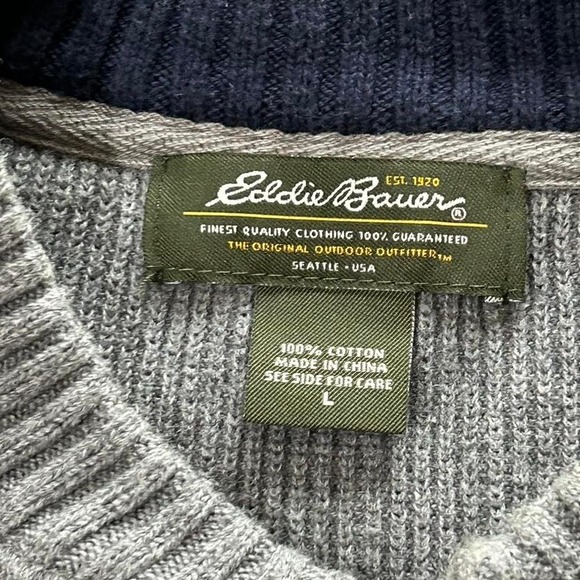 Eddie Bauer®
EST. 1920
FINEST QUALITY CLOTHING 100% GUARANTEED
THE ORIGINAL OUTDOOR OUTFITTER™
SEATTLE • USA
100% COTTON
MADE IN CHINA
SEE SIDE FOR CARE
L